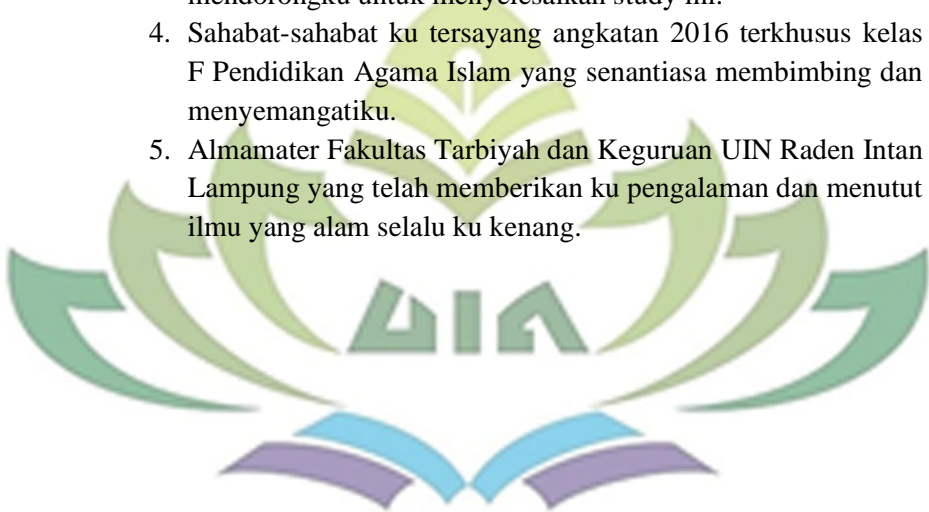 mendorongku untuk menyelesaikan study ini.
4. Sahabat-sahabat ku tersayang angkatan 2016 terkhusus kelas
F Pendidikan Agama Islam yang senantiasa membimbing dan
menyemangatiku.
5. Almamater Fakultas Tarbiyah dan Keguruan UIN Raden Intan
Lampung yang telah memberikan ku pengalaman dan menutut
ilmu yang alam selalu ku kenang.
UIN